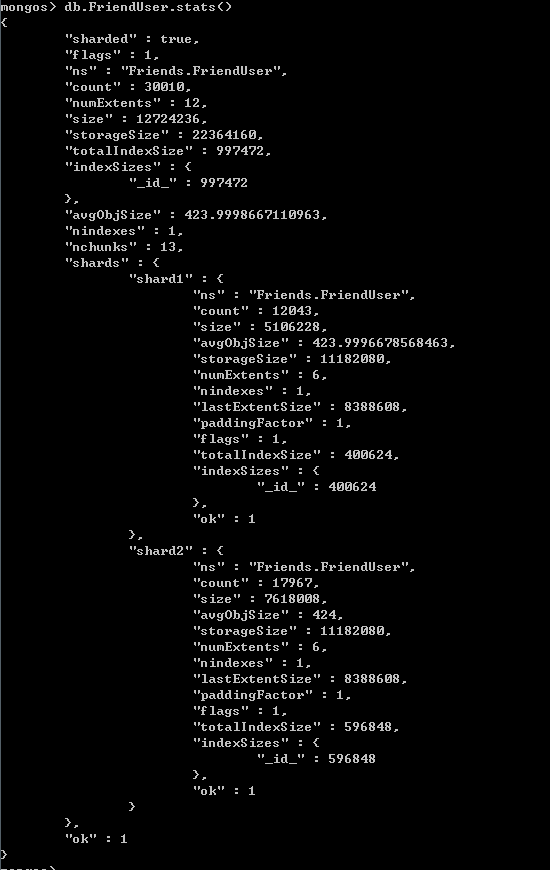 mongos> db.FriendUser.stats()
{
"sharded" : true,
"flags" : 1,
"ns" : "Friends.FriendUser",
"count" : 30010,
"numExtents" : 12,
"size" : 12724236,
"storageSize" : 22364160,
"totalIndexSize" : 997472,
"indexSizes" : {
"_id_" : 997472
},
"avgObjSize" : 423.9998667110963,
"nindexes" : 1,
"nchunks" : 13,
"shards" : {
"shard1" : {
"ns" : "Friends.FriendUser",
"count" : 12043,
"size" : 5106228,
"avgObjSize" : 423.9996678568463,
"storageSize" : 11182080,
"numExtents" : 6,
"nindexes" : 1,
"lastExtentSize" : 8388608,
"paddingFactor" : 1,
"flags" : 1,
"totalIndexSize" : 400624,
"indexSizes" : {
"_id_" : 400624
},
"ok" : 1
},
"shard2" : {
"ns" : "Friends.FriendUser",
"count" : 17967,
"size" : 7618008,
"avgObjSize" : 424,
"storageSize" : 11182080,
"numExtents" : 6,
"nindexes" : 1,
"lastExtentSize" : 8388608,
"paddingFactor" : 1,
"flags" : 1,
"totalIndexSize" : 596848,
"indexSizes" : {
"_id_" : 596848
},
"ok" : 1
}
},
"ok" : 1
}
mongos>